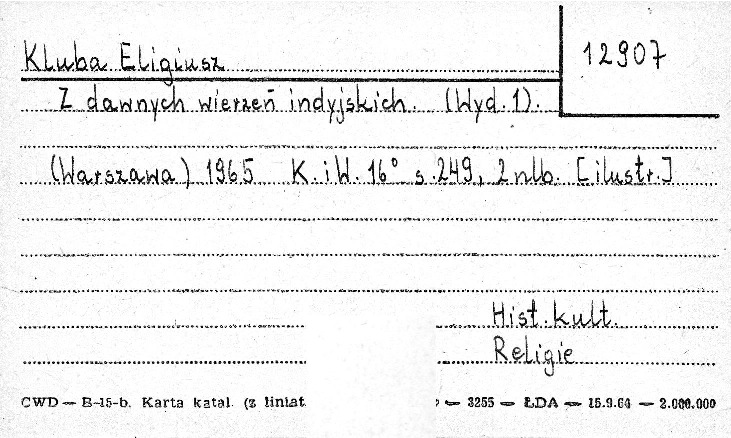 Kluba Eligiusz
12907
Z dawnych wierzeń indyjskich. (Wyd. 1).
(Warszawa) 1965 K. i W. 16° s. 249, 2 nlb. [ilustr.]
Hist. kult.
Religie
CWD — B-15-b. Karta katal. (z liniat — 3255 — ŁDA — 15.9.64 — 2.000.000